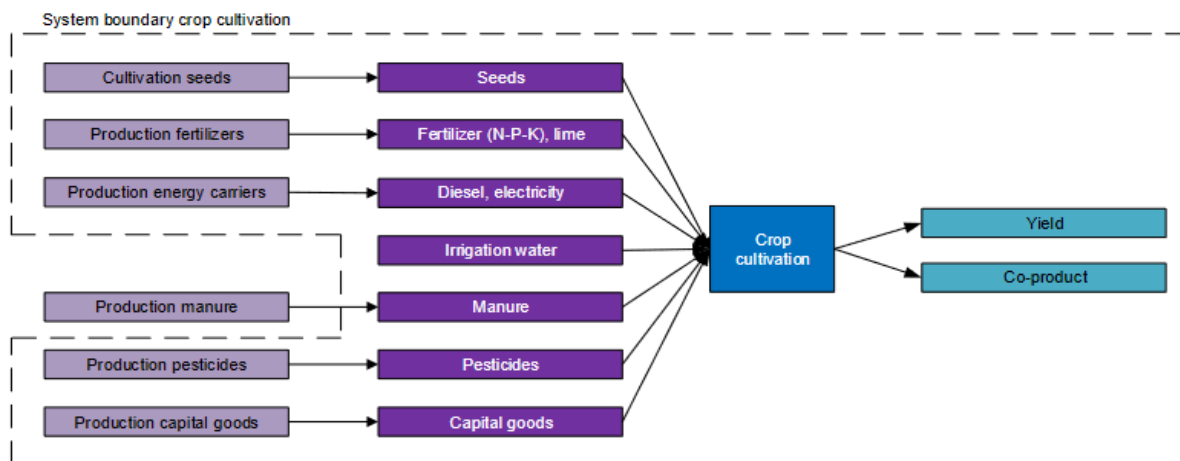 System boundary crop cultivation
Cultivation seeds
Seeds
Production fertilizers
Fertilizer (N-P-K), lime
Production energy carriers
Diesel, electricity
Irrigation water
Crop
cultivation
Yield
Co-product
Production manure
Manure
Production pesticides
Pesticides
Production capital goods
Capital goods